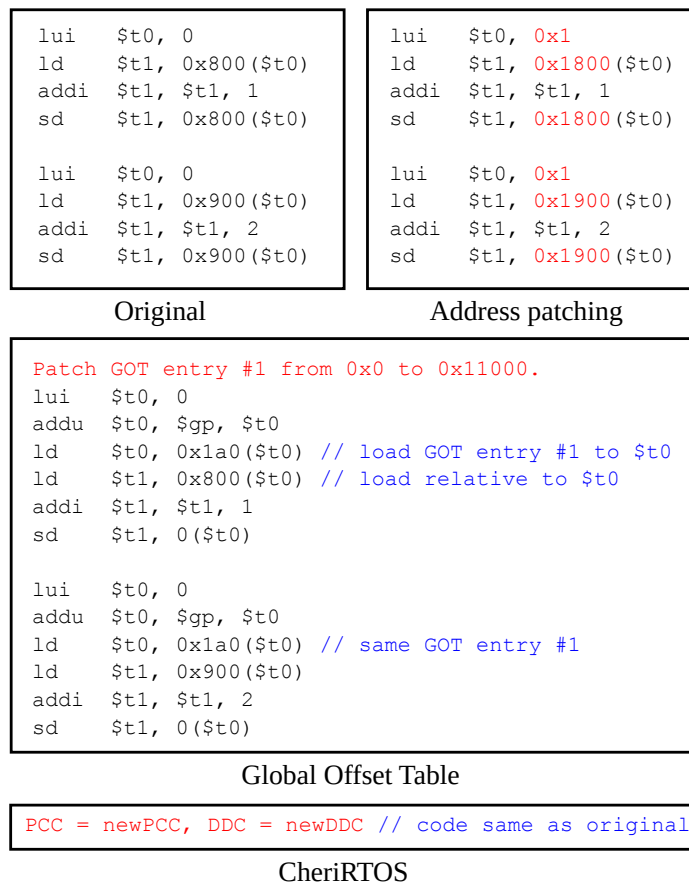 lui $t0, 0
ld $t1, 0x800($t0)
addi $t1, $t1, 1
sd $t1, 0x800($t0)
lui $t0, 0
ld $t1, 0x900($t0)
addi $t1, $t1, 2
sd $t1, 0x900($t0)
Original
lui $t0, 0x1
ld $t1, 0x1800($t0)
addi $t1, $t1, 1
sd $t1, 0x1800($t0)
lui $t0, 0x1
ld $t1, 0x1900($t0)
addi $t1, $t1, 2
sd $t1, 0x1900($t0)
Address patching
Patch GOT entry #1 from 0x0 to 0x11000.
lui $t0, 0
addu $t0, $gp, $t0
ld $t0, 0x1a0($t0) // load GOT entry #1 to $t0
ld $t1, 0x800($t0) // load relative to $t0
addi $t1, $t1, 1
sd $t1, 0($t0)
lui $t0, 0
addu $t0, $gp, $t0
ld $t0, 0x1a0($t0) // same GOT entry #1
ld $t1, 0x900($t0)
addi $t1, $t1, 2
sd $t1, 0($t0)
Global Offset Table
PCC = newPCC, DDC = newDDC // code same as original
CheriRTOS